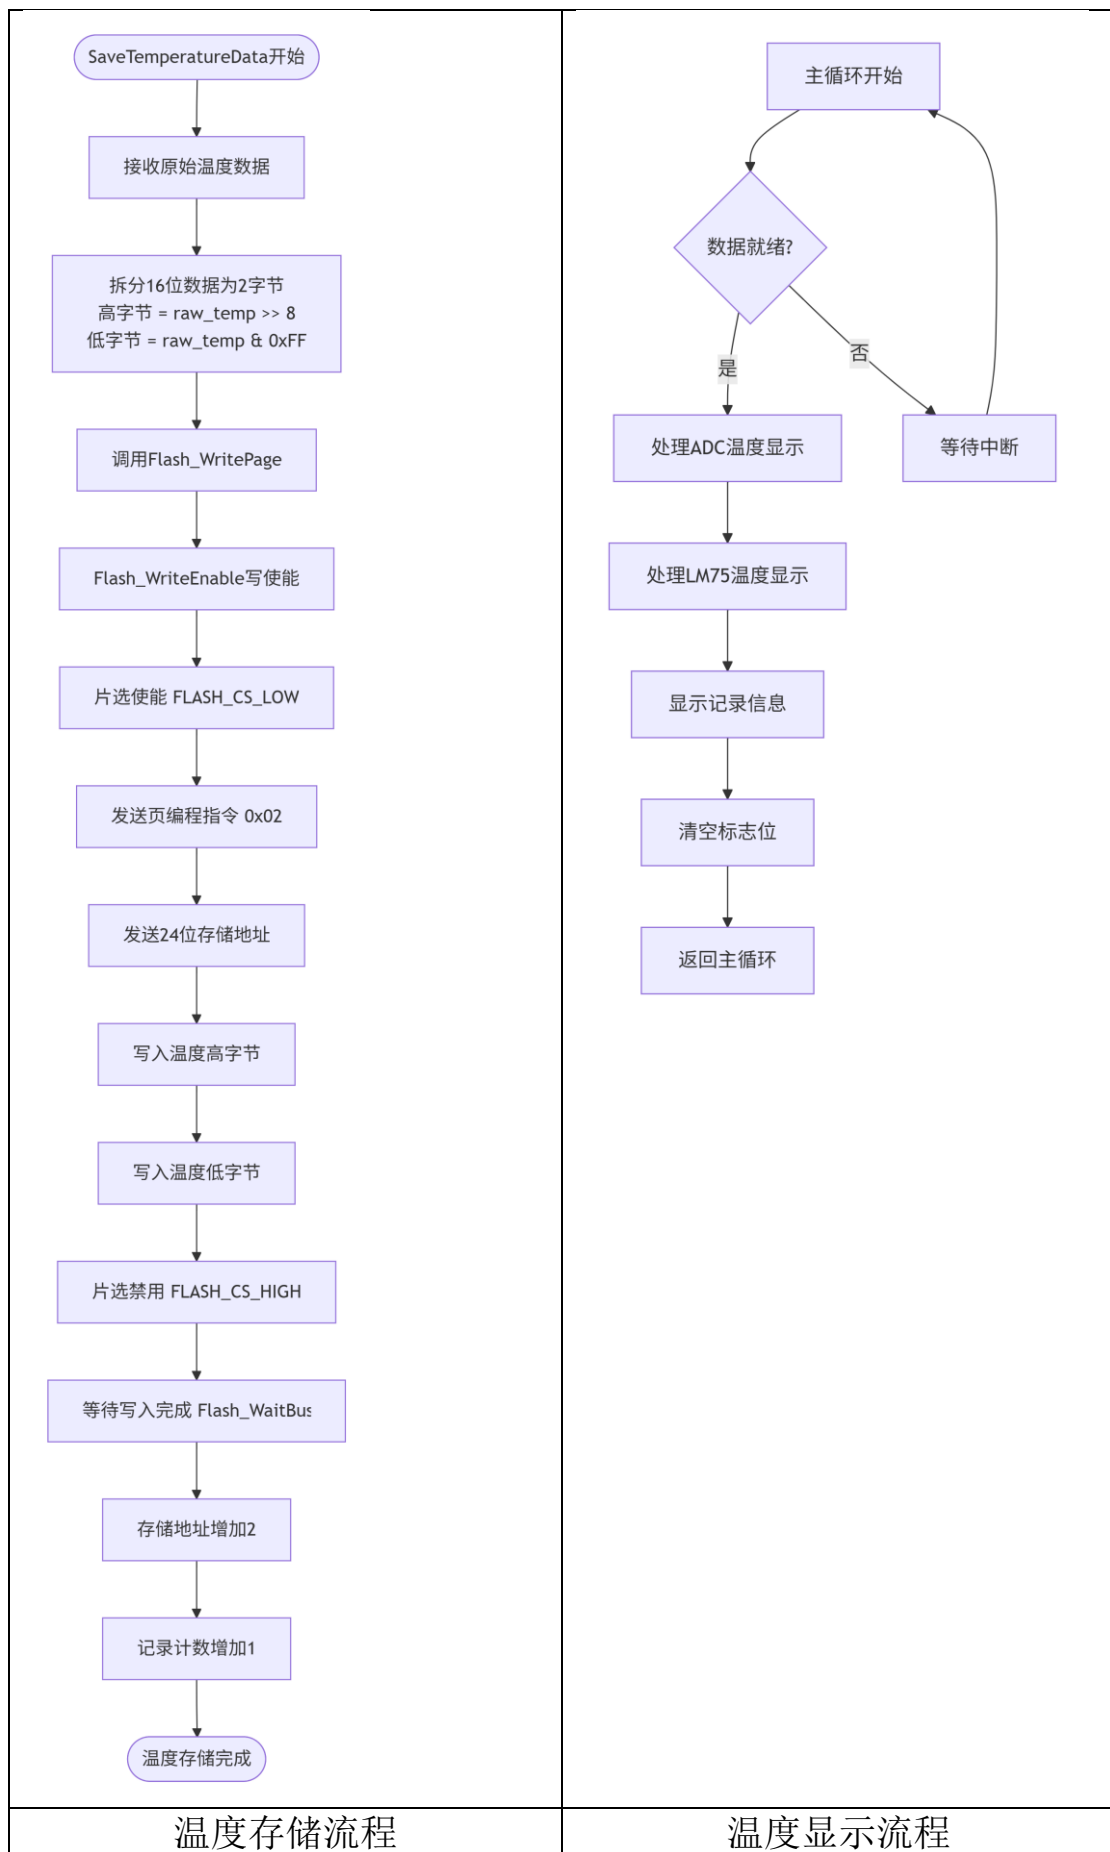 SaveTemperatureData开始
接收原始温度数据
拆分16位数据为2字节
高字节 = raw_temp >> 8
低字节 = raw_temp & 0xFF
调用Flash_WritePage
Flash_WriteEnable写使能
片选使能 FLASH_CS_LOW
发送页编程指令 0x02
发送24位存储地址
写入温度高字节
写入温度低字节
片选禁用 FLASH_CS_HIGH
等待写入完成 Flash_WaitBus
存储地址增加2
记录计数增加1
温度存储完成
温度存储流程
主循环开始
数据就绪?
是
否
处理ADC温度显示
等待中断
处理LM75温度显示
显示记录信息
清空标志位
返回主循环
温度显示流程